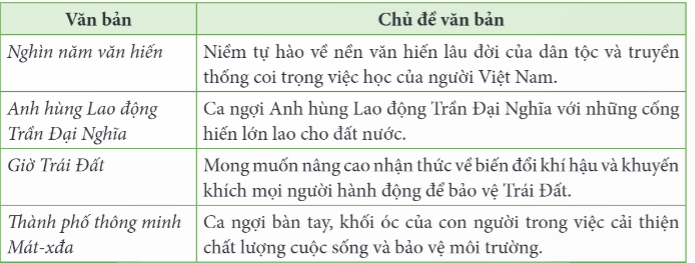 Văn bản
Chủ đề văn bản
Nghìn năm văn hiến
Niềm tự hào về nền văn hiến lâu đời của dân tộc và truyền
thống coi trọng việc học của người Việt Nam.
Anh hùng Lao động
Trần Đại Nghĩa
Ca ngợi Anh hùng Lao động Trần Đại Nghĩa với những cống
hiến lớn lao cho đất nước.
Giờ Trái Đất
Mong muốn nâng cao nhận thức về biến đổi khí hậu và khuyến
khích mọi người hành động để bảo vệ Trái Đất.
Thành phố thông minh
Mát-xđa
Ca ngợi bàn tay, khối óc của con người trong việc cải thiện
chất lượng cuộc sống và bảo vệ môi trường.